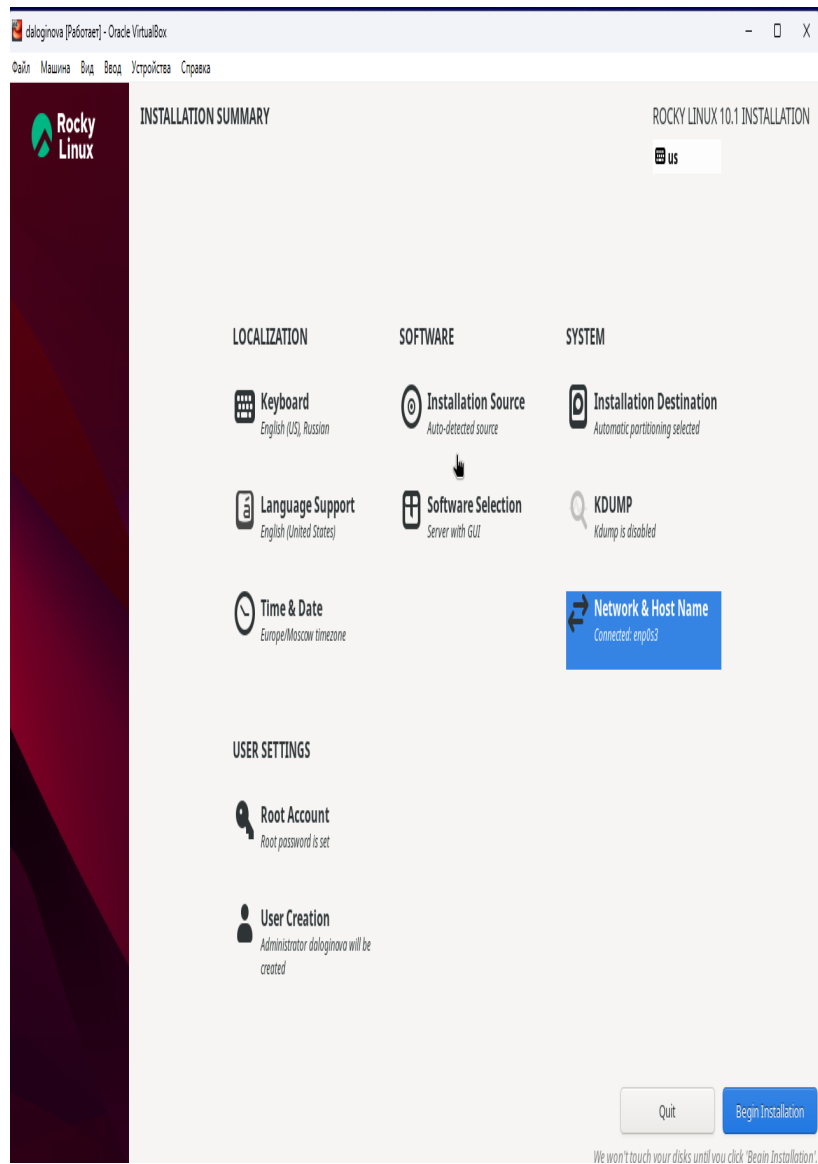 daloginova [Работает] - Oracle VirtualBox
Файл Машина Вид Ввод Устройства Справка
Rocky
Linux
INSTALLATION SUMMARY
ROCKY LINUX 10.1 INSTALLATION
us
LOCALIZATION
SOFTWARE
SYSTEM
Keyboard
English (US), Russian
Installation Source
Auto-detected source
Installation Destination
Automatic partitioning selected
Language Support
English (United States)
Software Selection
Server with GUI
KDUMP
Kdump is disabled
Time & Date
Europe/Moscow timezone
Network & Host Name
Connected: enp0s3
USER SETTINGS
Root Account
Root password is set
User Creation
Administrator daloginova will be
created
Quit
Begin Installation
We won't touch your disks until you click 'Begin Installation'.